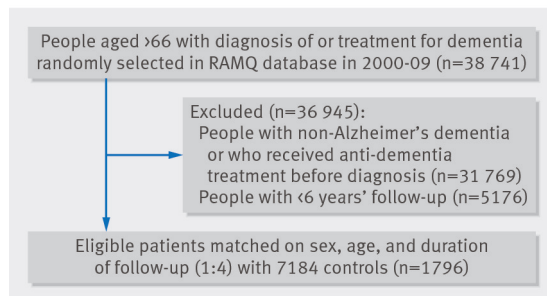 People aged >66 with diagnosis of or treatment for dementia
randomly selected in RAMQ database in 2000-09 (n=38 741)
Excluded (n=36 945):
People with non-Alzheimer's dementia
or who received anti-dementia
treatment before diagnosis (n=31 769)
People with <6 years' follow-up (n=5176)
Eligible patients matched on sex, age, and duration
of follow-up (1:4) with 7184 controls (n=1796)